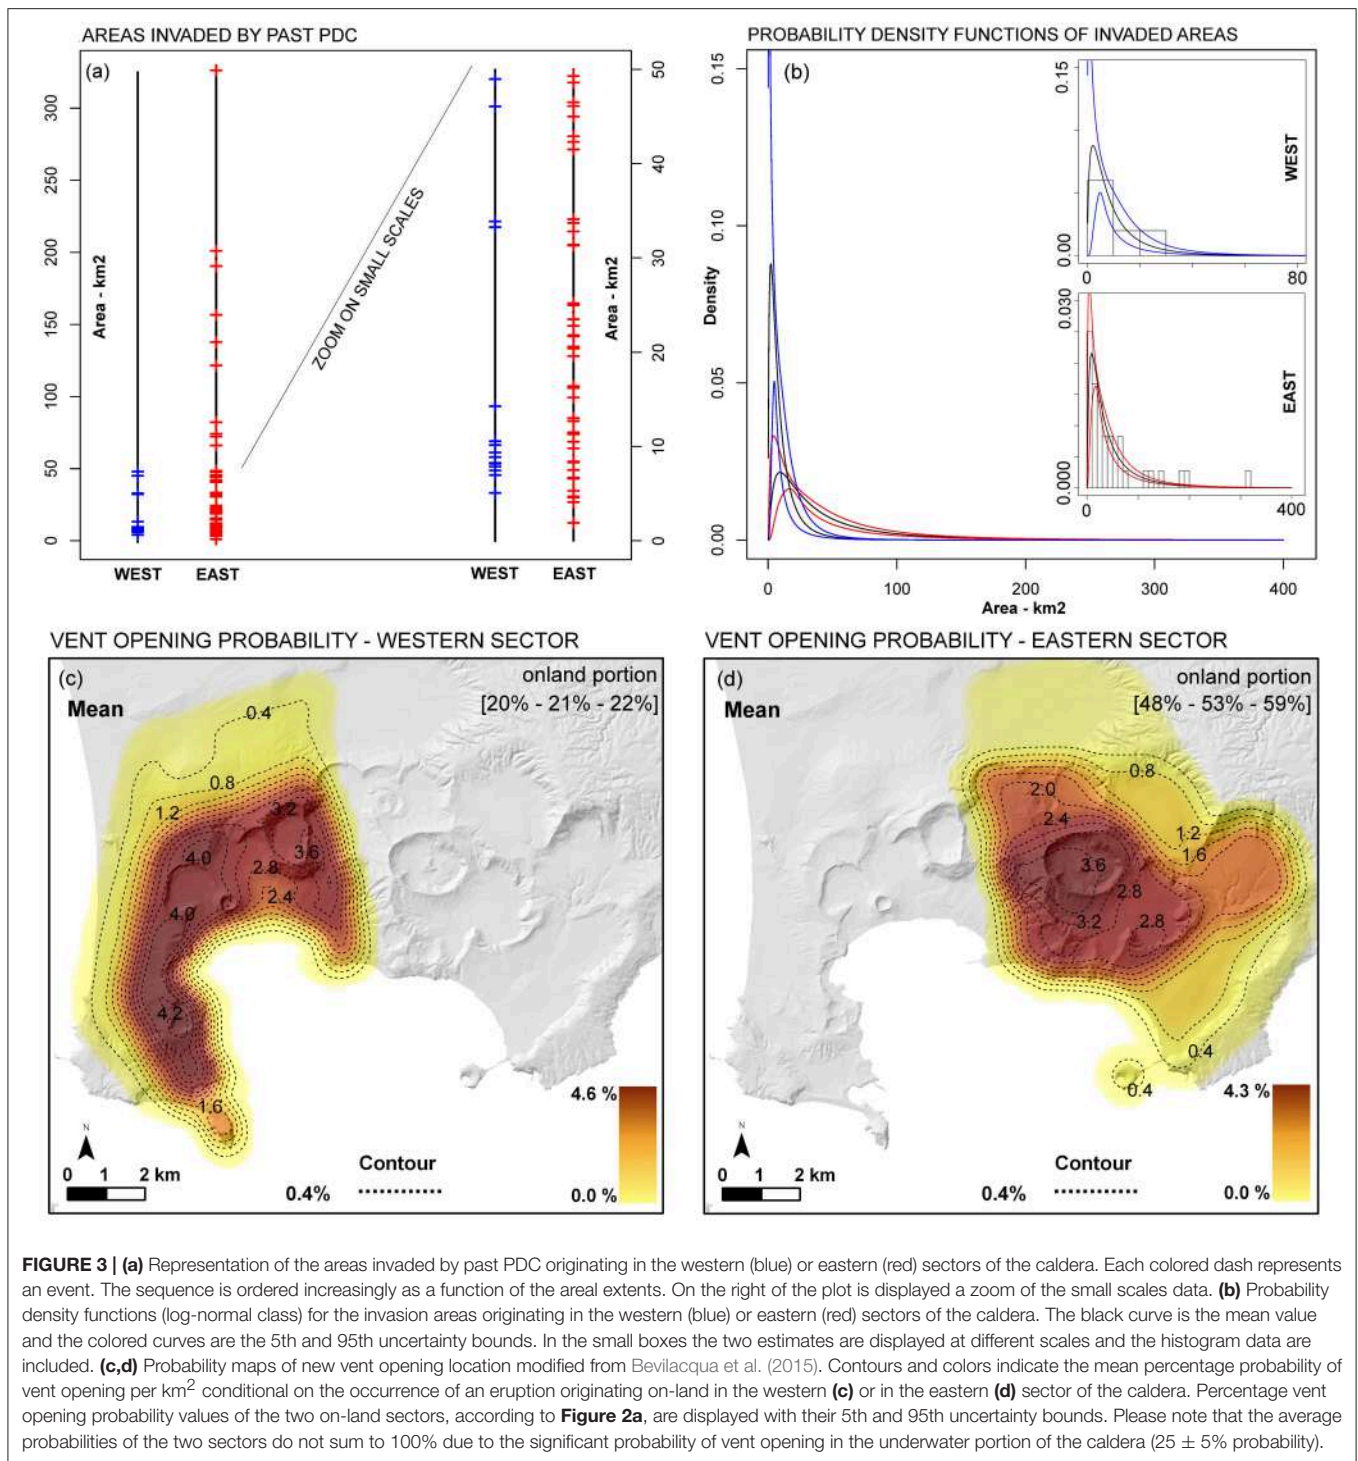 AREAS INVADED BY PAST PDC
(a)
300
250
200
150
100
50
0
Area - km2
WEST
EAST
ZOOM ON SMALL SCALES
50
40
30
20
10
0
Area - km2
WEST
EAST
PROBABILITY DENSITY FUNCTIONS OF INVADED AREAS
(b)
0.15
0.10
0.05
0.00
Density
0
100
200
300
400
Area - km2
0.15
0.00
0
80
WEST
0.030
0.000
0
400
EAST
VENT OPENING PROBABILITY - WESTERN SECTOR
(c)
Mean
onland portion
[20% - 21% - 22%]
0.4
0.8
1.2
3.2
4.0
3.6
2.8
2.4
4.0
4.2
1.6
N
0 1 2 km
Contour
0.4%
4.6 %
0.0 %
VENT OPENING PROBABILITY - EASTERN SECTOR
(d)
Mean
onland portion
[48% - 53% - 59%]
0.8
2.0
2.4
1.2
1.6
3.6
2.8
3.2
2.8
0.4
0.4
N
0 1 2 km
Contour
0.4%
4.3 %
0.0 %
FIGURE 3 | (a) Representation of the areas invaded by past PDC originating in the western (blue) or eastern (red) sectors of the caldera. Each colored dash represents
an event. The sequence is ordered increasingly as a function of the areal extents. On the right of the plot is displayed a zoom of the small scales data. (b) Probability
density functions (log-normal class) for the invasion areas originating in the western (blue) or eastern (red) sectors of the caldera. The black curve is the mean value
and the colored curves are the 5th and 95th uncertainty bounds. In the small boxes the two estimates are displayed at different scales and the histogram data are
included. (c,d) Probability maps of new vent opening location modified from Bevilacqua et al. (2015). Contours and colors indicate the mean percentage probability of
vent opening per km² conditional on the occurrence of an eruption originating on-land in the western (c) or in the eastern (d) sector of the caldera. Percentage vent
opening probability values of the two on-land sectors, according to Figure 2a, are displayed with their 5th and 95th uncertainty bounds. Please note that the average
probabilities of the two sectors do not sum to 100% due to the significant probability of vent opening in the underwater portion of the caldera (25 ± 5% probability).